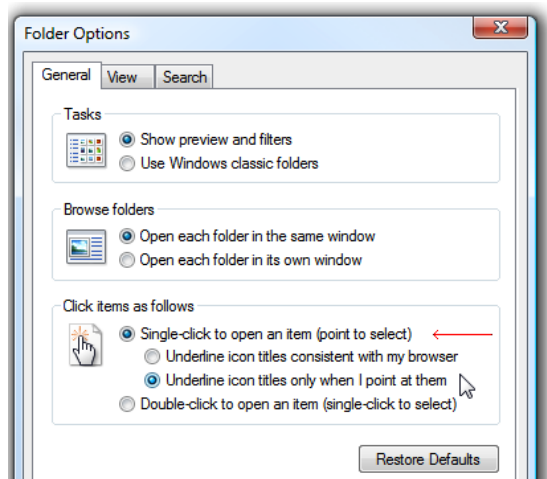 Folder Options
General View Search
Tasks
Show preview and filters
Use Windows classic folders
Browse folders
Open each folder in the same window
Open each folder in its own window
Click items as follows
Single-click to open an item (point to select)
Underline icon titles consistent with my browser
Underline icon titles only when I point at them
Double-click to open an item (single-click to select)
Restore Defaults